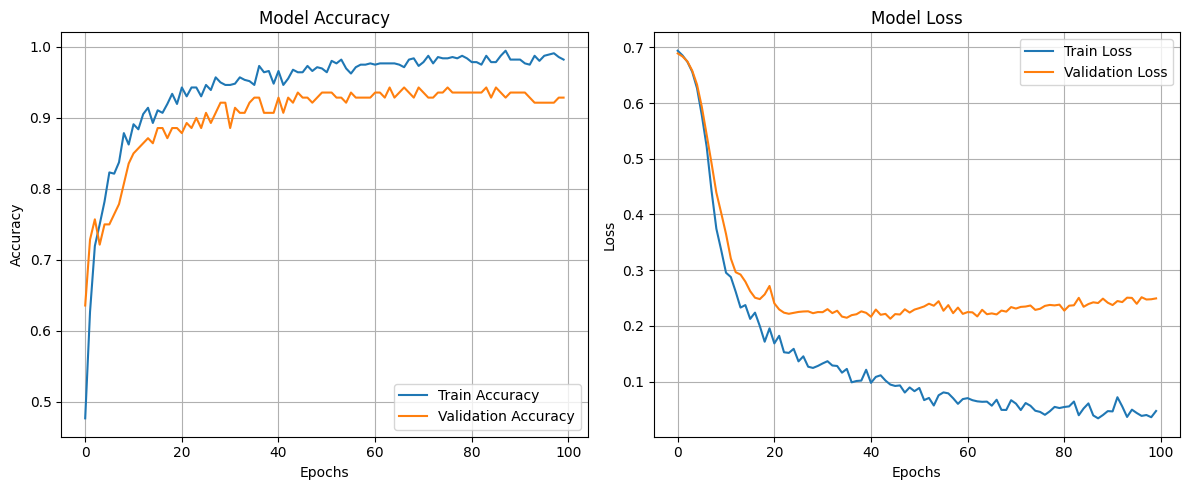 Model Accuracy
1.0
0.9
0.8
0.7
0.6
0.5
Accuracy
Train Accuracy
Validation Accuracy
0
20
40
60
80
100
Epochs
Model Loss
0.7
0.6
0.5
0.4
0.3
0.2
0.1
Loss
Train Loss
Validation Loss
0
20
40
60
80
100
Epochs